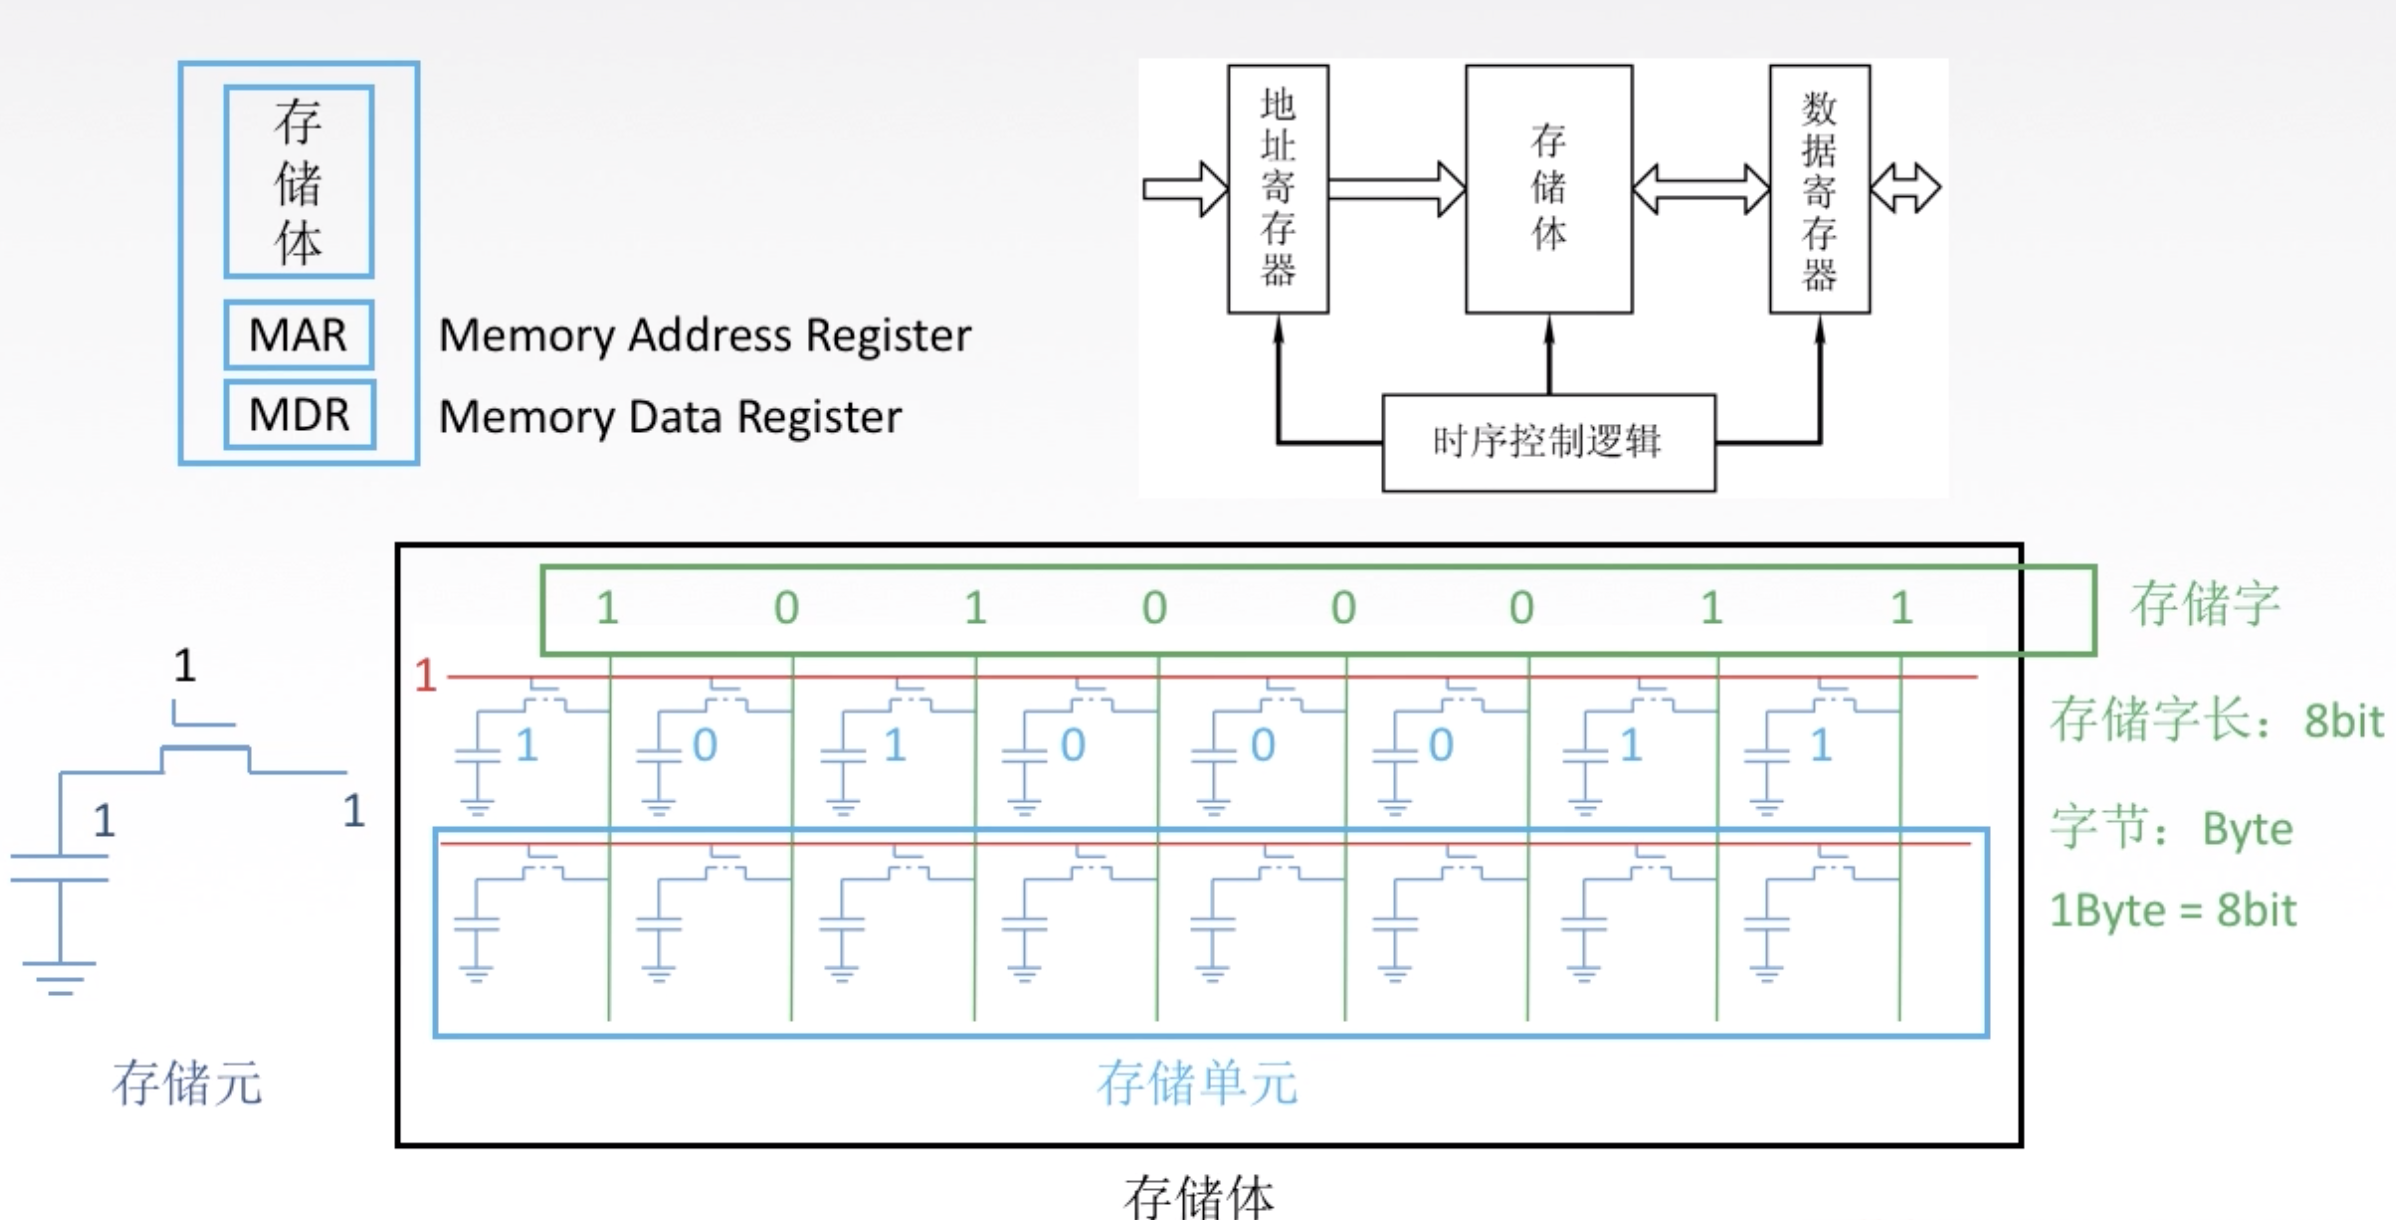 存储体
MAR
Memory Address Register
MDR
Memory Data Register
地址寄存器
存储体
数据寄存器
时序控制逻辑
1 0 1 0 0 0 1 1
存储字
1
1
1 0 1 0 0 0 1 1
存储字长：8bit
1
1
字节：Byte
1Byte = 8bit
存储元
存储单元
存储体